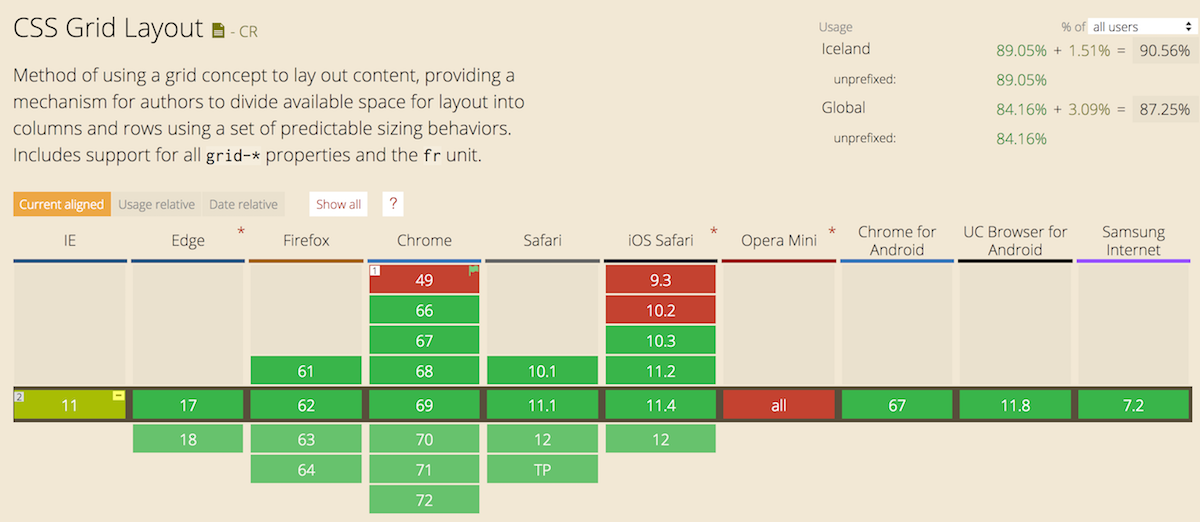 CSS Grid Layout - CR
Usage % of all users
Iceland 89.05% + 1.51% = 90.56%
unprefixed: 89.05%
Global 84.16% + 3.09% = 87.25%
unprefixed: 84.16%
Method of using a grid concept to lay out content, providing a
mechanism for authors to divide available space for layout into
columns and rows using a set of predictable sizing behaviors.
Includes support for all grid-* properties and the fr unit.
Current aligned Usage relative Date relative Show all ?
IE Edge * Firefox Chrome Safari iOS Safari * Opera Mini * Chrome for Android UC Browser for Android Samsung Internet
1 49 9.3
66 10.2
67 10.3
61 68 10.1 11.2
2 11 17 62 69 11.1 11.4 all 67 11.8 7.2
18 63 70 12 12
64 71 TP
72